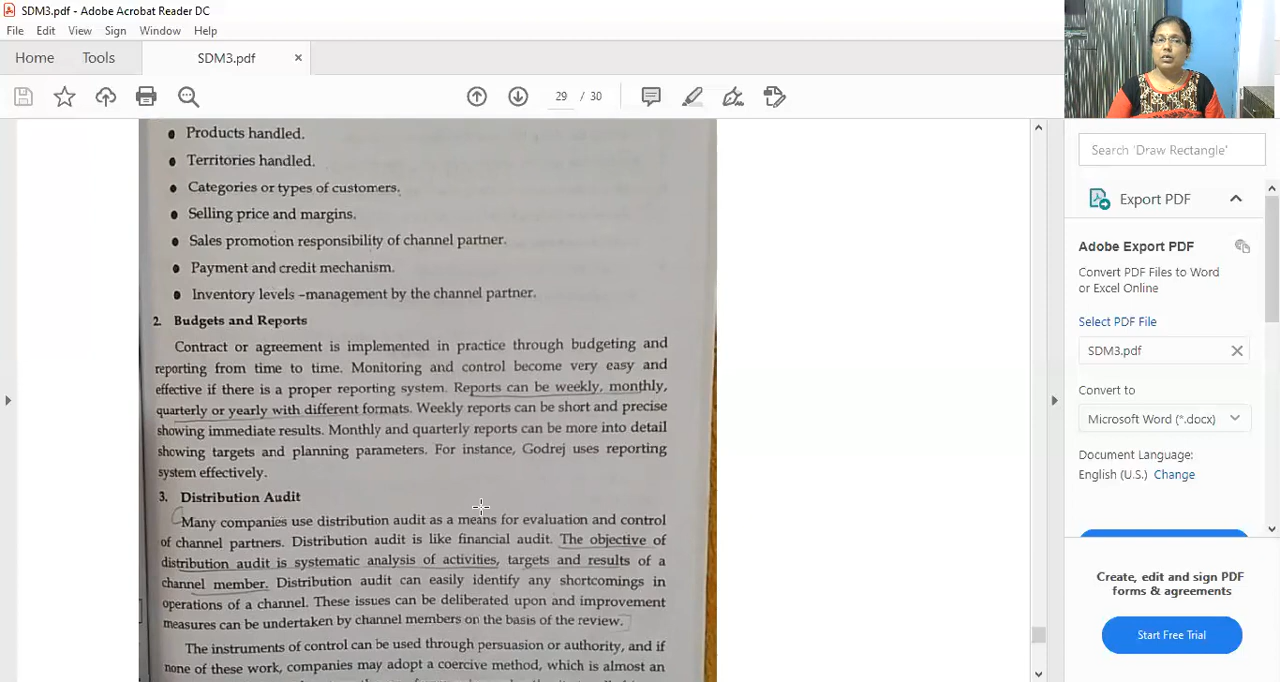 SDM3.pdf - Adobe Acrobat Reader DC
File Edit View Sign Window Help
Home Tools SDM3.pdf ×
29 / 30
Products handled.
Territories handled.
Categories or types of customers.
Selling price and margins.
Sales promotion responsibility of channel partner.
Payment and credit mechanism.
Inventory levels –management by the channel partner.
2. Budgets and Reports
Contract or agreement is implemented in practice through budgeting and
reporting from time to time. Monitoring and control become very easy and
effective if there is a proper reporting system. Reports can be weekly, monthly,
quarterly or yearly with different formats. Weekly reports can be short and precise
showing immediate results. Monthly and quarterly reports can be more into detail
showing targets and planning parameters. For instance, Godrej uses reporting
system effectively.
3. Distribution Audit
Many companies use distribution audit as a means for evaluation and control
of channel partners. Distribution audit is like financial audit. The objective of
distribution audit is systematic analysis of activities, targets and results of a
channel member. Distribution audit can easily identify any shortcomings in
operations of a channel. These issues can be deliberated upon and improvement
measures can be undertaken by channel members on the basis of the review.
The instruments of control can be used through persuasion or authority, and if
none of these work, companies may adopt a coercive method, which is almost an
Search 'Draw Rectangle'
Export PDF
Adobe Export PDF
Convert PDF Files to Word
or Excel Online
Select PDF File
SDM3.pdf
Convert to
Microsoft Word (*.docx)
Document Language:
English (U.S.) Change
Create, edit and sign PDF
forms & agreements
Start Free Trial